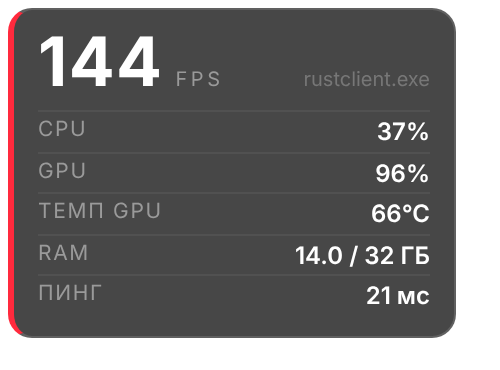 144 FPS rustclient.exe
CPU 37%
GPU 96%
ТЕМП GPU 66°C
RAM 14.0 / 32 ГБ
ПИНГ 21 мс